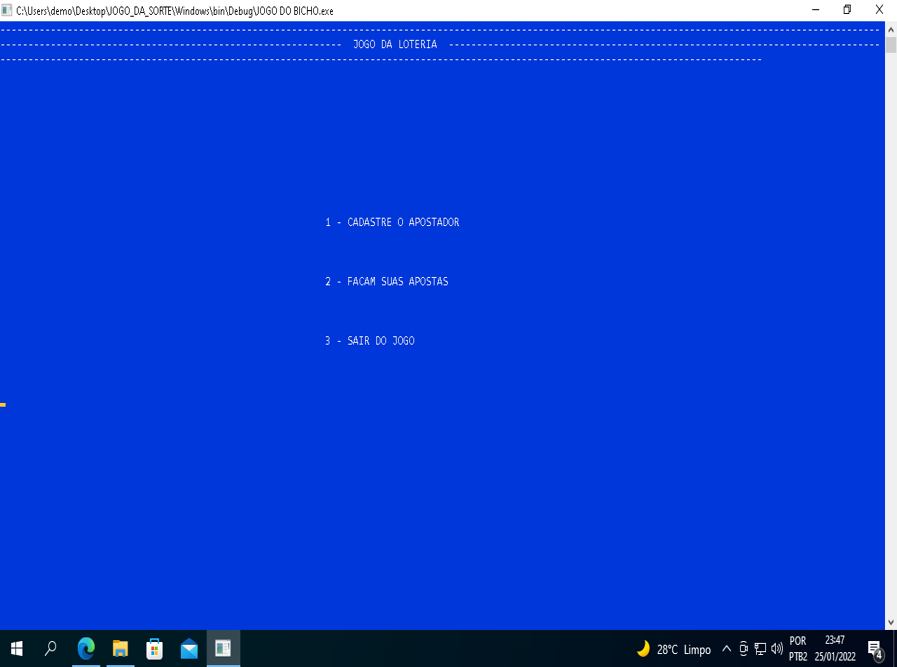 C:\Users\demo\Desktop\JOGO_DA_SORTE\Windows\bin\Debug\JOGO DO BICHO.exe
------------------------------------------------------------------------------------------------------------------------------------------------------------
------------------------------------------------------------- JOGO DA LOTERIA -----------------------------------------------------------------------------
----------------------------------------------------------------------------------------------------------------------------------------
1 - CADASTRE O APOSTADOR
2 - FACAM SUAS APOSTAS
3 - SAIR DO JOGO
28°C Limpo
POR
PTB2
23:47
25/01/2022
4